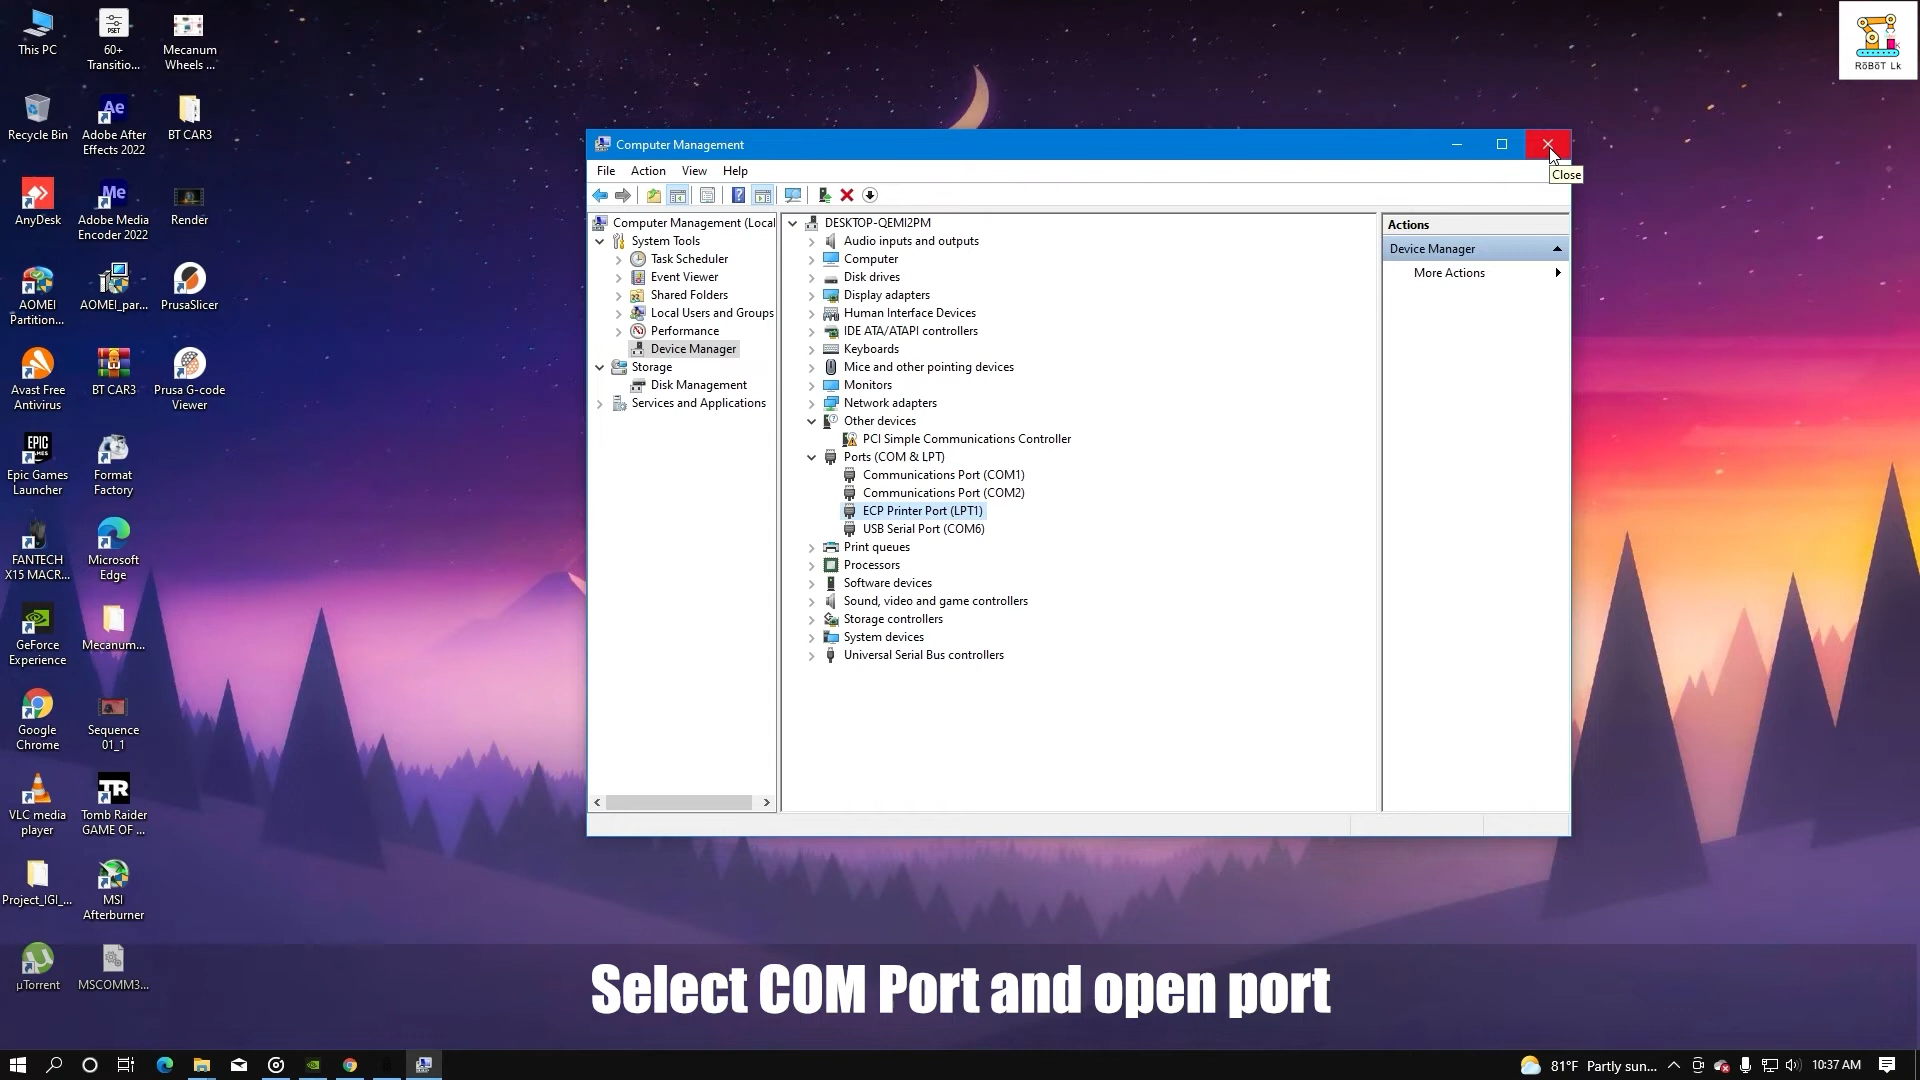 This PC
60+
Transitio...
Mecanum
Wheels ...
Recycle Bin
Adobe After
Effects 2022
BT CAR3
AnyDesk
Adobe Media
Encoder 2022
Render
AOMEI
Partition...
AOMEI_par...
PrusaSlicer
Avast Free
Antivirus
BT CAR3
Prusa G-code
Viewer
Epic Games
Launcher
Format
Factory
FANTECH
X15 MACR...
Microsoft
Edge
GeForce
Experience
Mecanum...
Google
Chrome
Sequence
01_1
VLC media
player
Tomb Raider
GAME OF ...
Project_IGI_...
MSI
Afterburner
µTorrent
MSCOMM3...
PSET
Ae
Me
EPIC
GAMES
TR
RōBōT Lk
Computer Management
Close
File Action View Help
Computer Management (Local
System Tools
Task Scheduler
Event Viewer
Shared Folders
Local Users and Groups
Performance
Device Manager
Storage
Disk Management
Services and Applications
DESKTOP-QEMI2PM
Audio inputs and outputs
Computer
Disk drives
Display adapters
Human Interface Devices
IDE ATA/ATAPI controllers
Keyboards
Mice and other pointing devices
Monitors
Network adapters
Other devices
PCI Simple Communications Controller
Ports (COM & LPT)
Communications Port (COM1)
Communications Port (COM2)
ECP Printer Port (LPT1)
USB Serial Port (COM6)
Print queues
Processors
Software devices
Sound, video and game controllers
Storage controllers
System devices
Universal Serial Bus controllers
Actions
Device Manager
More Actions
Select COM Port and open port
81°F Partly sun...
10:37 AM